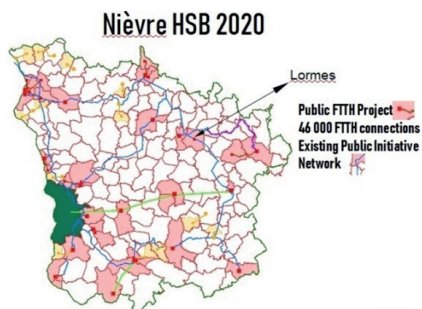 Nièvre HSB 2020
Lormes
Public FTTH Project
46 000 FTTH connections
Existing Public Initiative
Network